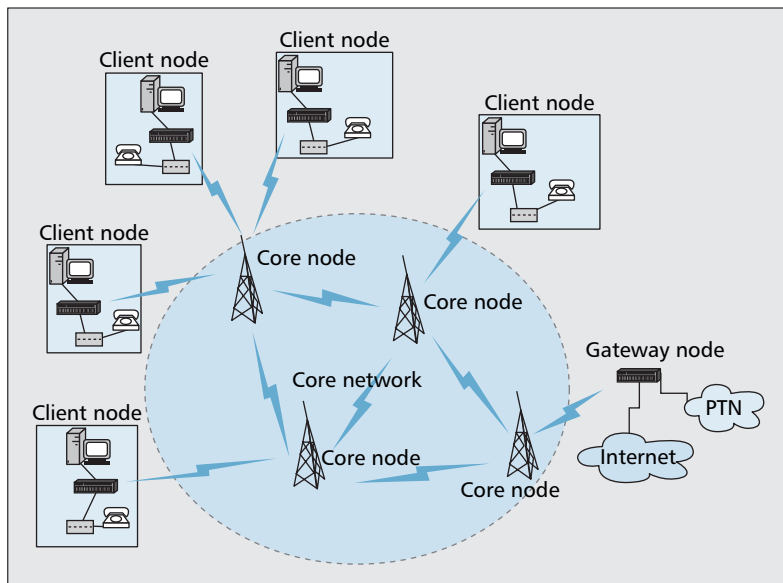 Client node
Client node
Client node
Client node
Core node
Core node
Gateway node
Core network
PTN
Client node
Core node
Internet
Core node